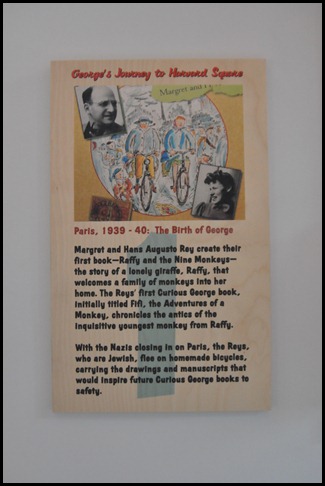 George's Journey to Harvard Square
Margret and
Paris, 1939 - 40: The Birth of George
Margret and Hans Augusto Rey create their
first book—Raffy and the Nine Monkeys—
the story of a lonely giraffe, Raffy, that
welcomes a family of monkeys into her
home. The Reys' first Curious George book,
initially titled Fifi, the Adventures of a
Monkey, chronicles the antics of the
inquisitive youngest monkey from Raffy.
With the Nazis closing in on Paris, the Reys,
who are Jewish, flee on homemade bicycles,
carrying the drawings and manuscripts that
would inspire future Curious George books to
safety.